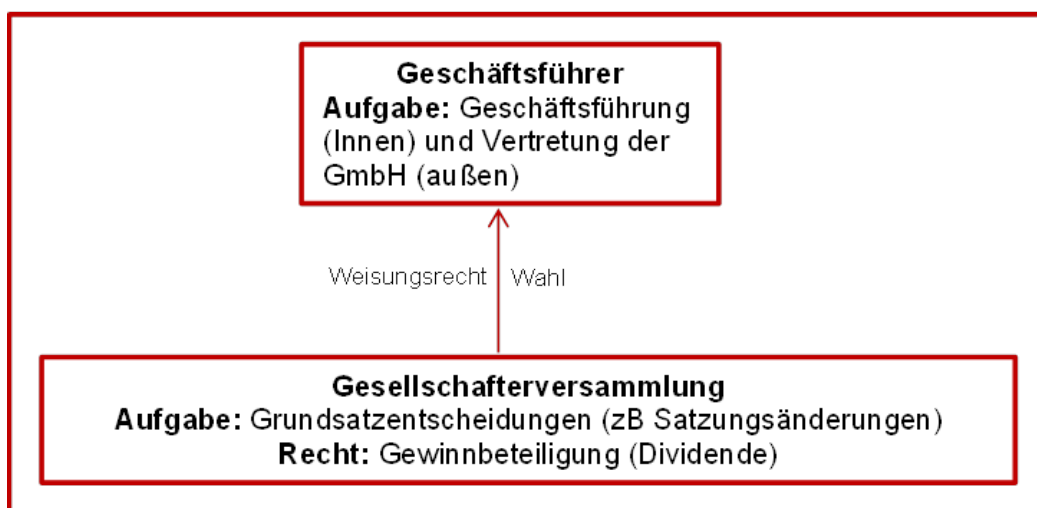 Geschäftsführer
Aufgabe: Geschäftsführung
(Innen) und Vertretung der
GmbH (außen)
Weisungsrecht Wahl
Gesellschafterversammlung
Aufgabe: Grundsatzentscheidungen (zB Satzungsänderungen)
Recht: Gewinnbeteiligung (Dividende)